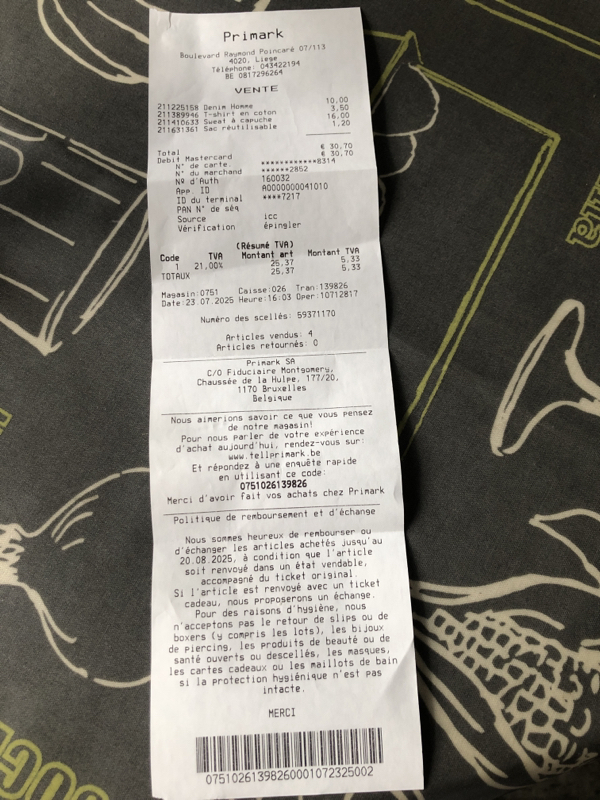 Primark
Boulevard Raymond Poincaré 07/113
4020, Liese
Téléphone: 043422194
BE 0817296264
VENTE
211225158 Denim Homme 10,00
211389946 T-shirt en coton 3,50
211410633 Sweat à capuche 16,00
211631361 Sac réutilisable 1,20
Total € 30,70
Debit Mastercard € 30,70
N° de carte ************8314
N° du marchand ******2852
Nº d'Auth 160032
App. ID A0000000041010
ID du terminal ****7217
PAN N° de séq
Source icc
Vérification épingler
(Résumé TVA)
Code TVA Montant art Montant TVA
1 21,00% 25,37 5,33
TOTAUX 25,37 5,33
Magasin:0751 Caisse:026 Tran:139826
Date:23.07.2025 Heure:16:03 Oper:10712817
Numéro des scellés: 59371170
Articles vendus: 4
Articles retournés: 0
Primark SA
C/O Fiduciaire Montgomery,
Chaussée de la Hulpe, 177/20,
1170 Bruxelles
Belgique
Nous aimerions savoir ce que vous pensez
de notre magasin!
Pour nous parler de votre expérience
d'achat aujourd'hui, rendez-vous sur:
www.tellprimark.be
Et répondez à une enquête rapide
en utilisant ce code:
0751026139826
Merci d'avoir fait vos achats chez Primark
Politique de remboursement et d'échange
Nous sommes heureux de rembourser ou
d'échanger les articles achetés jusqu'au
20.08.2025, à condition que l'article
soit renvoyé dans un état vendable,
accompagné du ticket original.
Si l'article est renvoyé avec un ticket
cadeau, nous proposerons un échange.
Pour des raisons d'hygiène, nous
n'acceptons pas le retour de slips ou de
boxers (y compris les lots), les bijoux
de piercing, les produits de beauté ou de
santé ouverts ou descellés, les masques,
les cartes cadeaux ou les maillots de bain
si la protection hygiénique n'est pas
intacte.
MERCI
07510261398260001072325002